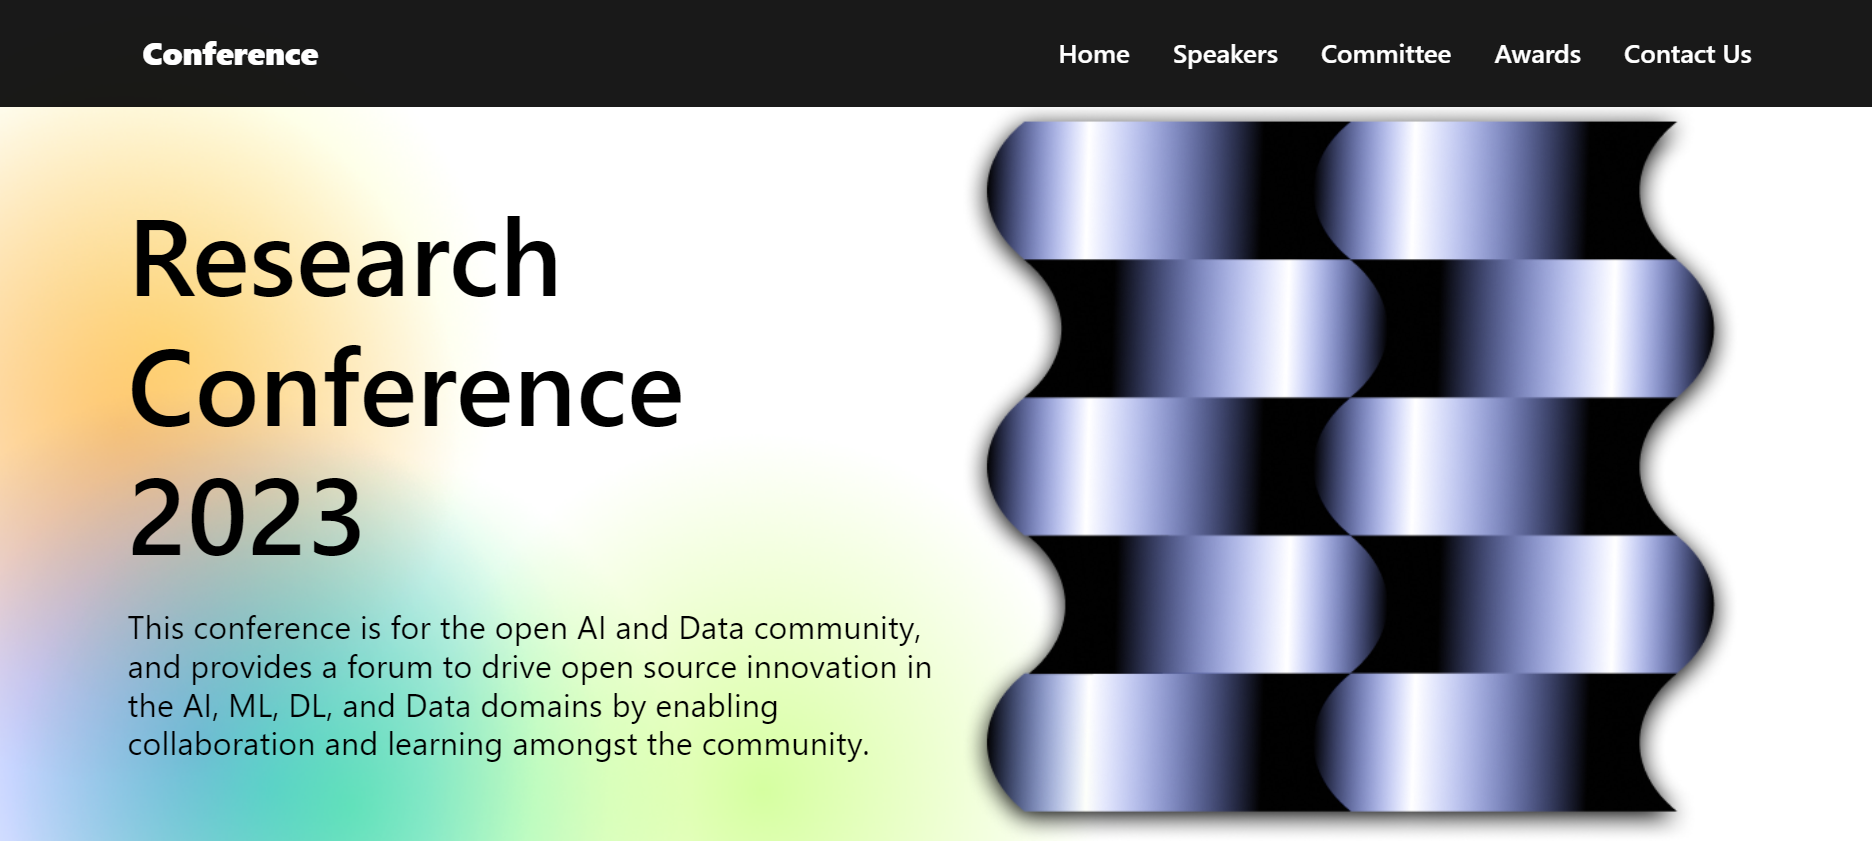 Conference
Home Speakers Committee Awards Contact Us
Research
Conference
2023
This conference is for the open AI and Data community,
and provides a forum to drive open source innovation in
the AI, ML, DL, and Data domains by enabling
collaboration and learning amongst the community.